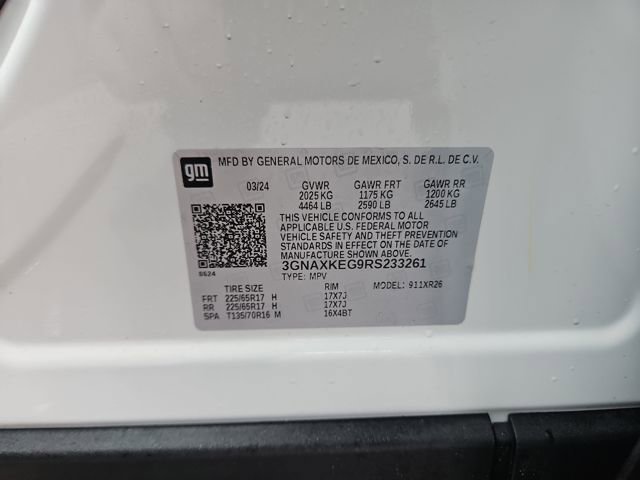 gm MFD BY GENERAL MOTORS DE MEXICO, S. DE R.L. DE C.V.
03/24 GVWR GAWR FRT GAWR RR
2025 KG 1175 KG 1200 KG
4464 LB 2590 LB 2645 LB
THIS VEHICLE CONFORMS TO ALL
APPLICABLE U.S. FEDERAL MOTOR
VEHICLE SAFETY AND THEFT PREVENTION
STANDARDS IN EFFECT ON THE DATE
OF MANUFACTURE SHOWN ABOVE.
3GNAXKEG9RS233261
SS24 TYPE: MPV MODEL: 911XR26
TIRE SIZE RIM
FRT 225/65R17 H 17X7J
RR 225/65R17 H 17X7J
SPA T135/70R16 M 16X4BT